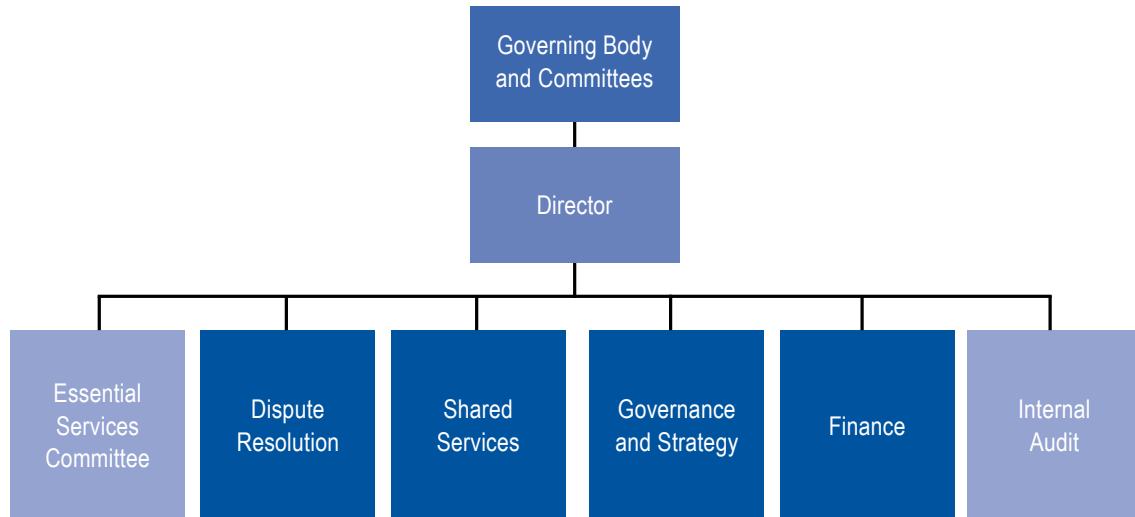 Governing Body
and Committees
Director
Essential
Services
Committee
Dispute
Resolution
Shared
Services
Governance
and Strategy
Finance
Internal
Audit